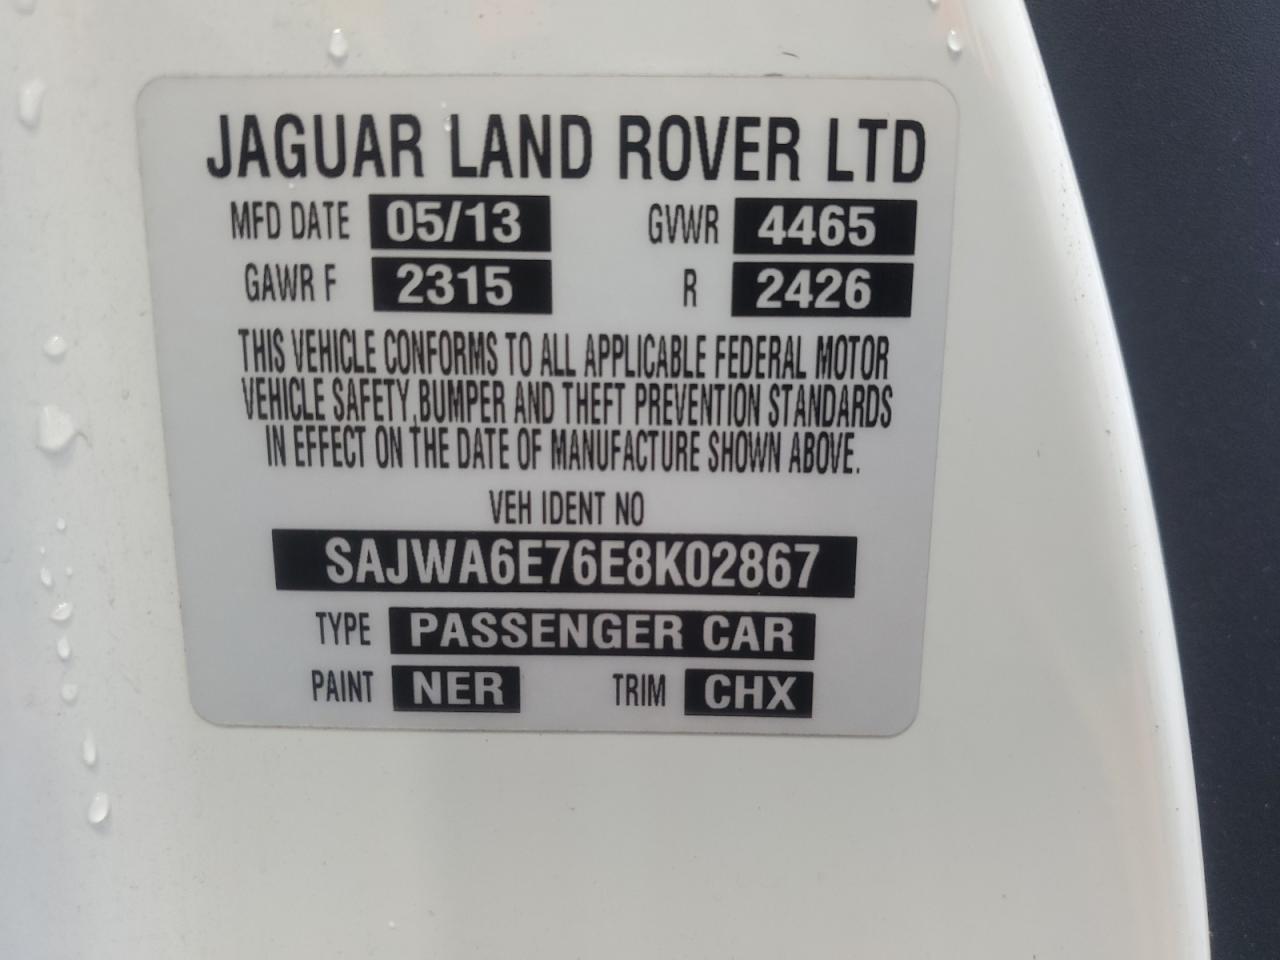 JAGUAR LAND ROVER LTD
MFD DATE 05/13 GVWR 4465
GAWR F 2315 R 2426
THIS VEHICLE CONFORMS TO ALL APPLICABLE FEDERAL MOTOR
VEHICLE SAFETY,BUMPER AND THEFT PREVENTION STANDARDS
IN EFFECT ON THE DATE OF MANUFACTURE SHOWN ABOVE.
VEH IDENT NO
SAJWA6E76E8K02867
TYPE PASSENGER CAR
PAINT NER TRIM CHX